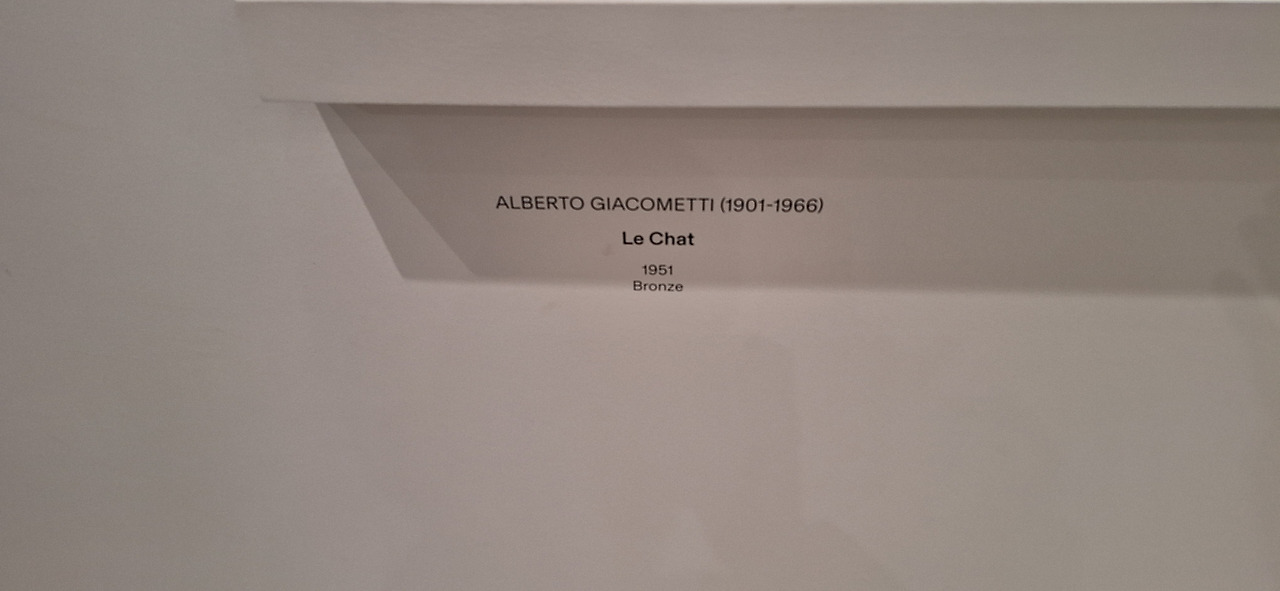 ALBERTO GIACOMETTI (1901-1966)
Le Chat
1951
Bronze